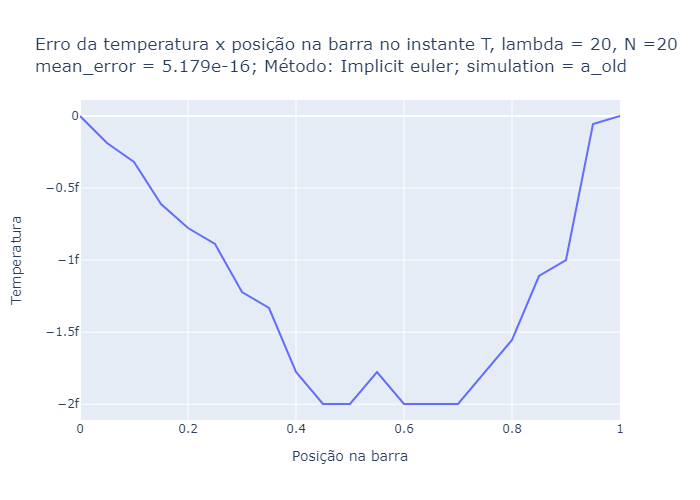 Erro da temperatura x posição na barra no instante T, lambda = 20, N =20
mean_error = 5.179e-16; Método: Implicit euler; simulation = a_old
0
−0.5f
−1f
−1.5f
−2f
Temperatura
0
0.2
0.4
0.6
0.8
1
Posição na barra